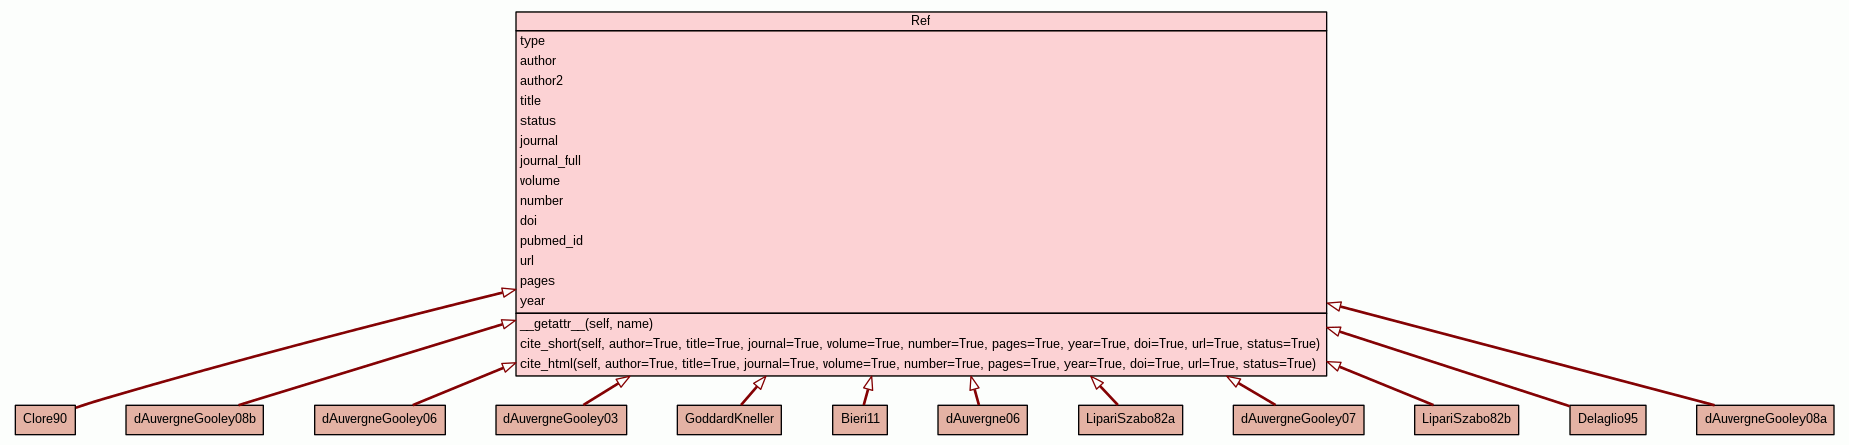 Ref
type
author
author2
title
status
journal
journal_full
volume
number
doi
pubmed_id
url
pages
year
__getattr__(self, name)
cite_short(self, author=True, title=True, journal=True, volume=True, number=True, pages=True, year=True, doi=True, url=True, status=True)
cite_html(self, author=True, title=True, journal=True, volume=True, number=True, pages=True, year=True, doi=True, url=True, status=True)
Clore90 dAuvergneGooley08b dAuvergneGooley06 dAuvergneGooley03 GoddardKneller Bieri11 dAuvergne06 LipariSzabo82a dAuvergneGooley07 LipariSzabo82b Delaglio95 dAuvergneGooley08a